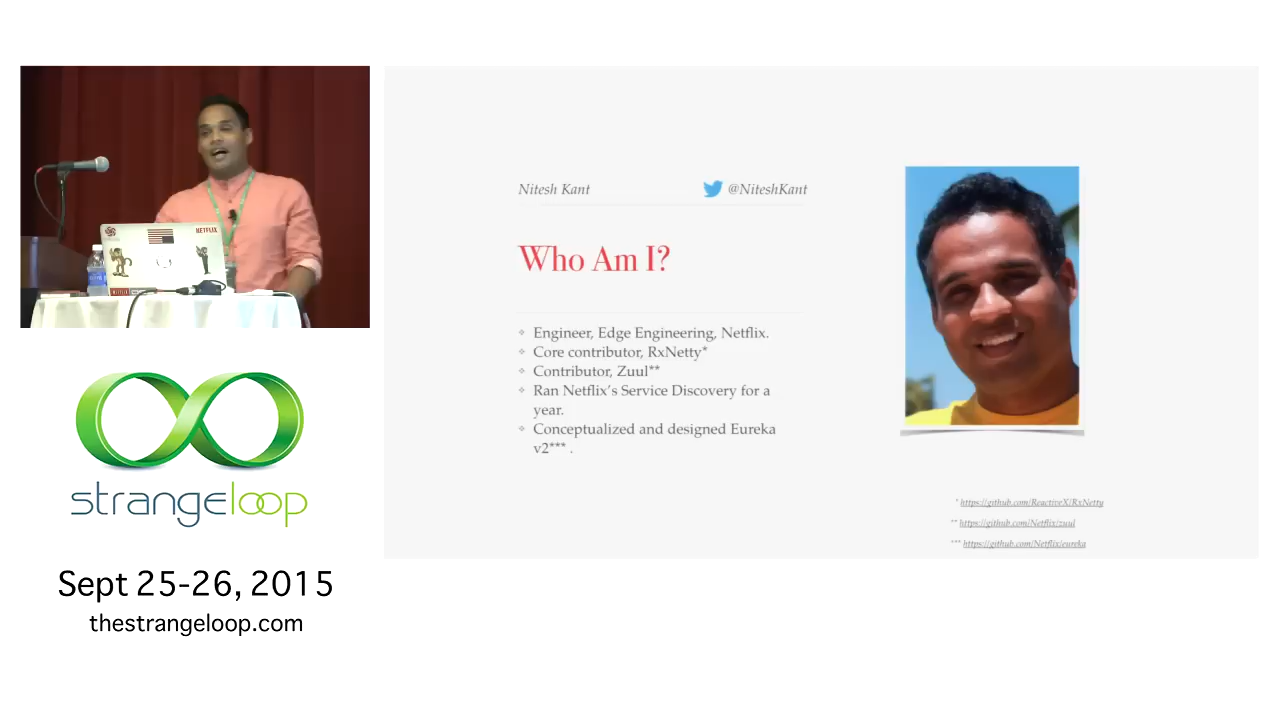 NETFLIX
NETFLIX
strangeloop
Sept 25-26, 2015
thestrangeloop.com
Nitesh Kant
@NiteshKant
Who Am I?
Engineer, Edge Engineering, Netflix.
Core contributor, RxNetty*
Contributor, Zuul**
Ran Netflix's Service Discovery for a
year.
Conceptualized and designed Eureka
v2*** .
* https://github.com/ReactiveX/RxNetty
** https://github.com/Netflix/zuul
*** https://github.com/Netflix/eureka